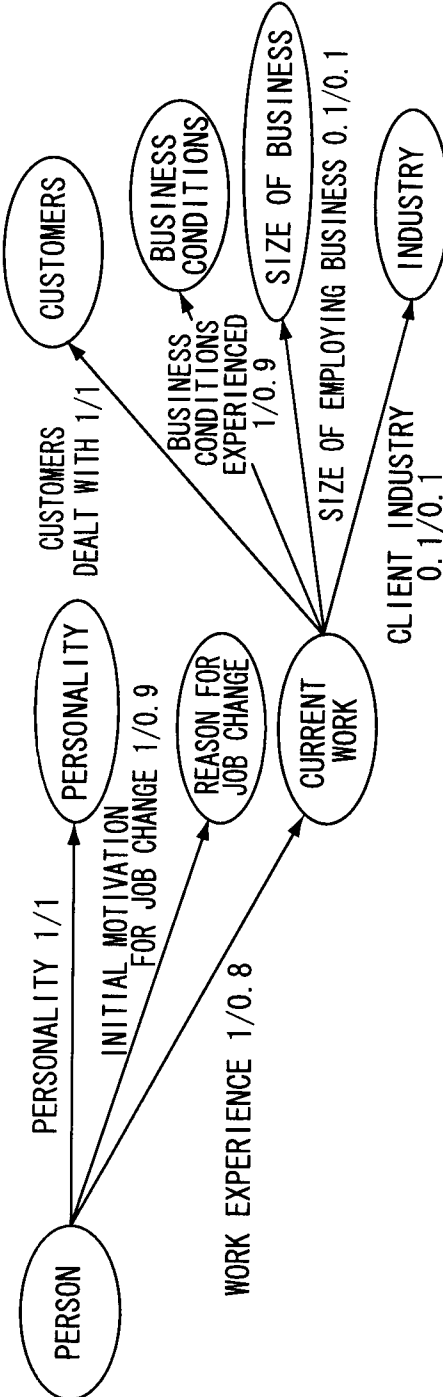 PERSON
PERSONALITY 1/1
INITIAL MOTIVATION
FOR JOB CHANGE 1/0.9
WORK EXPERIENCE 1/0.8
PERSONALITY
REASON FOR
JOB CHANGE
CURRENT
WORK
CUSTOMERS
DEALT WITH 1/1
BUSINESS
CONDITIONS
EXPERIENCED
1/0.9
SIZE OF EMPLOYING BUSINESS 0.1/0.1
CLIENT INDUSTRY
0.1/0.1
CUSTOMERS
BUSINESS
CONDITIONS
SIZE OF BUSINESS
INDUSTRY